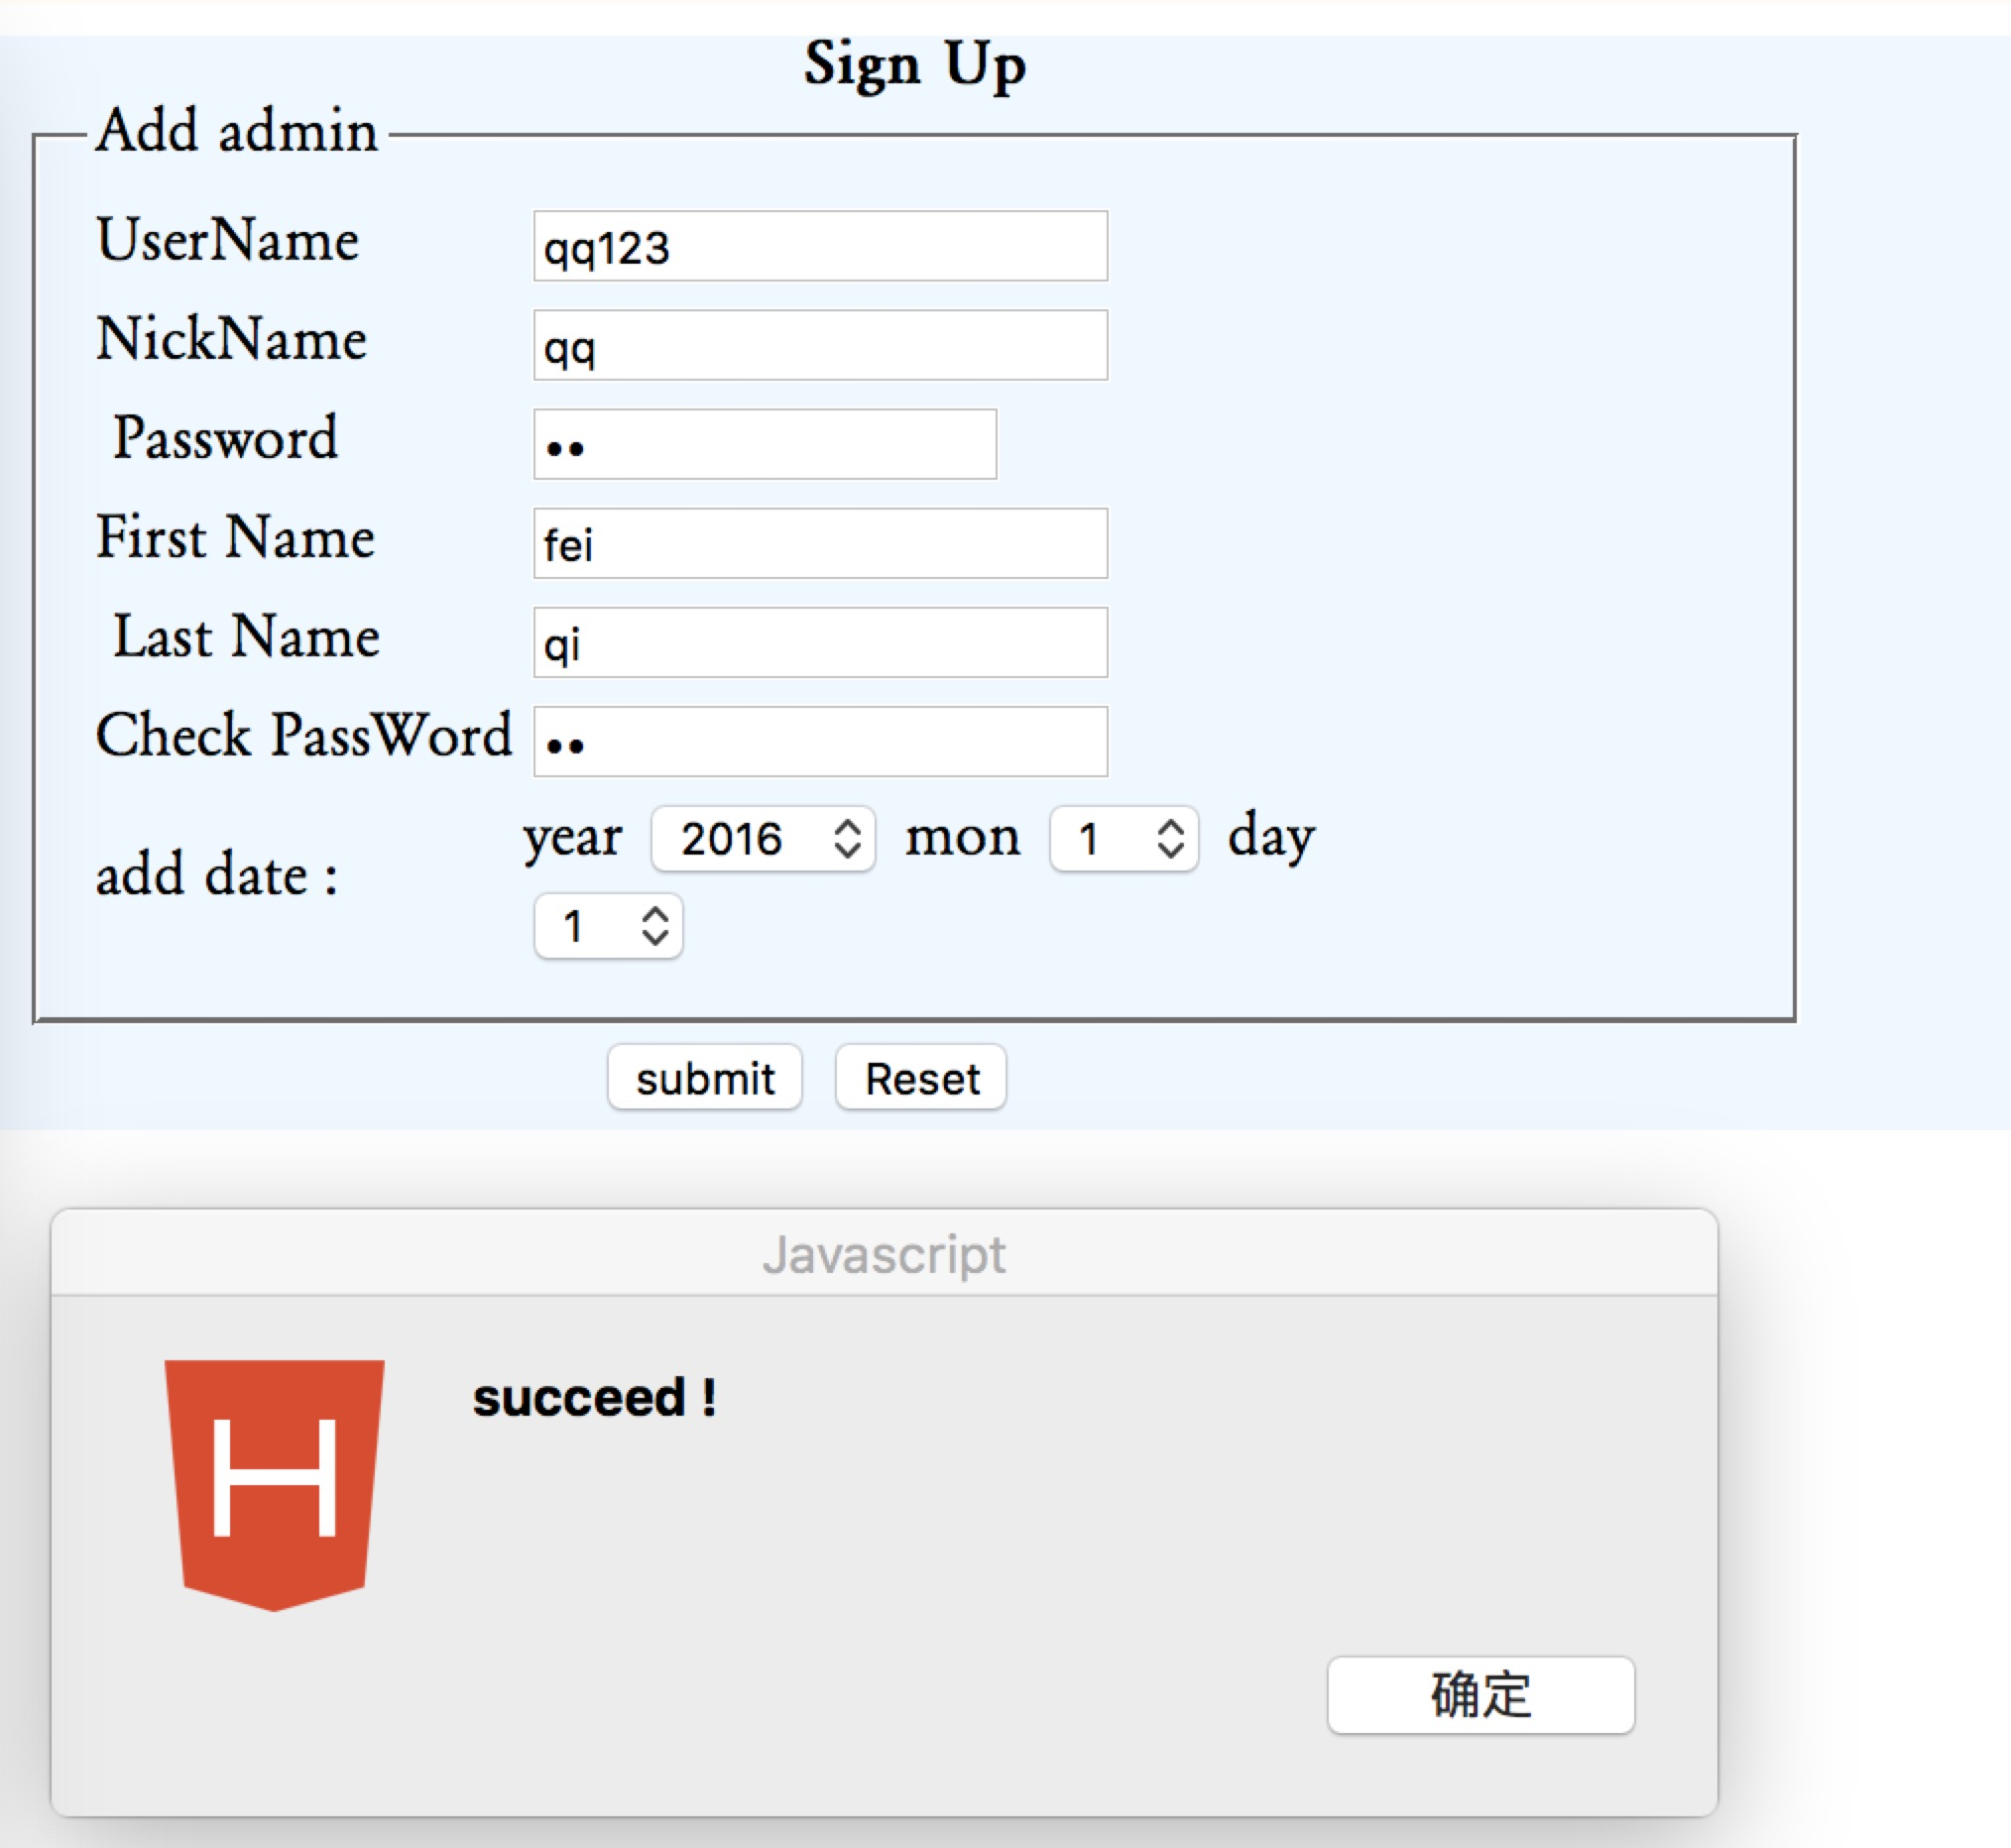 Sign Up
Add admin
UserName qq123
NickName qq
Password ••
First Name fei
Last Name qi
Check PassWord ••
year 2016 mon 1 day
add date :
1
submit Reset
Javascript
H
succeed !
确定